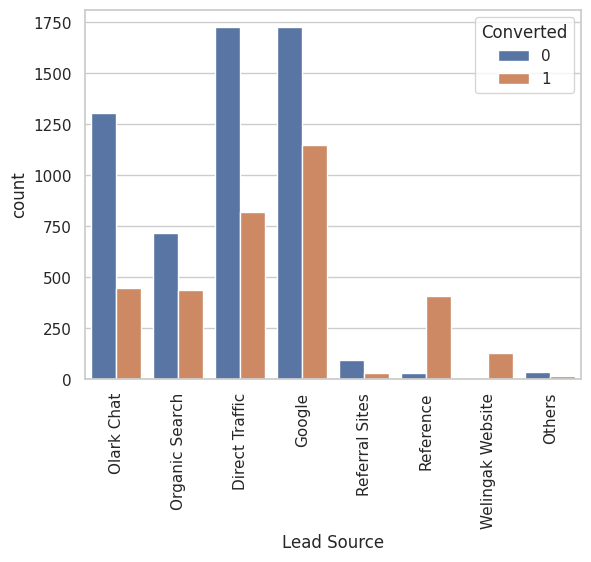 1750
1500
1250
1000
750
500
250
0
count
Converted
0
1
Olark Chat
Organic Search
Direct Traffic
Google
Referral Sites
Reference
Welingak Website
Others
Lead Source